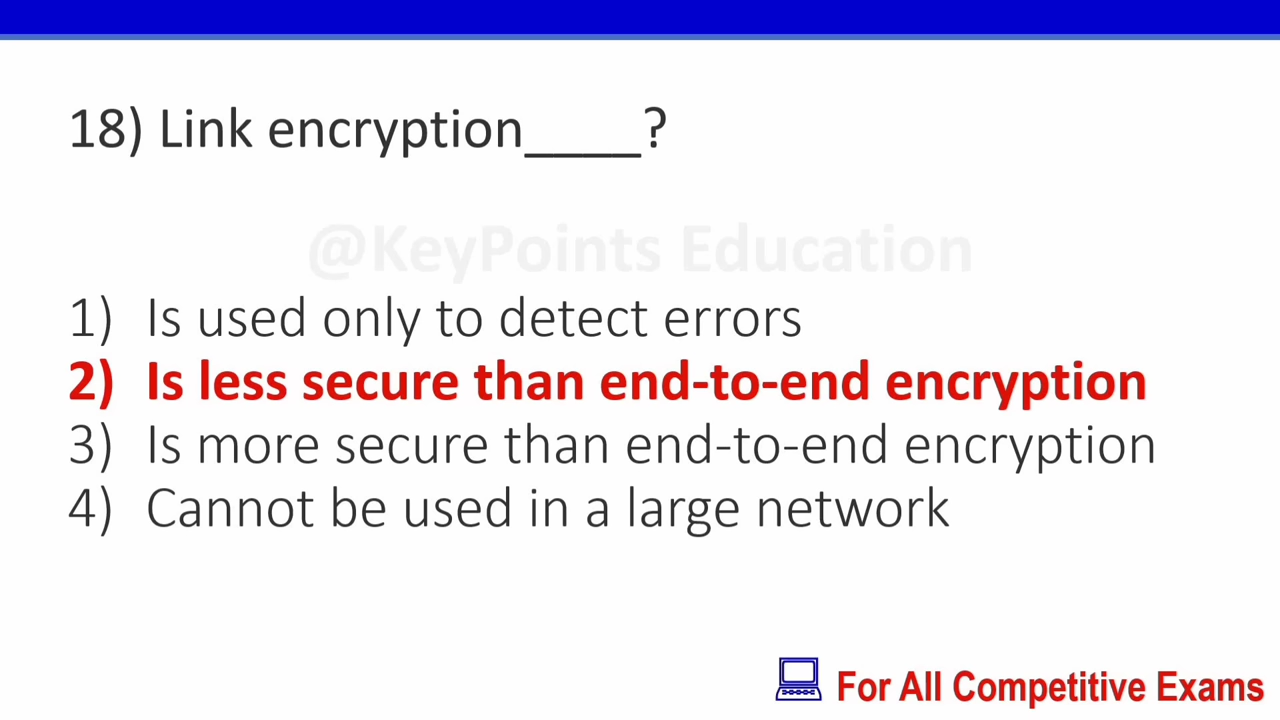 18) Link encryption____?
@KeyPoints Education
1) Is used only to detect errors
2) Is less secure than end-to-end encryption
3) Is more secure than end-to-end encryption
4) Cannot be used in a large network
For All Competitive Exams